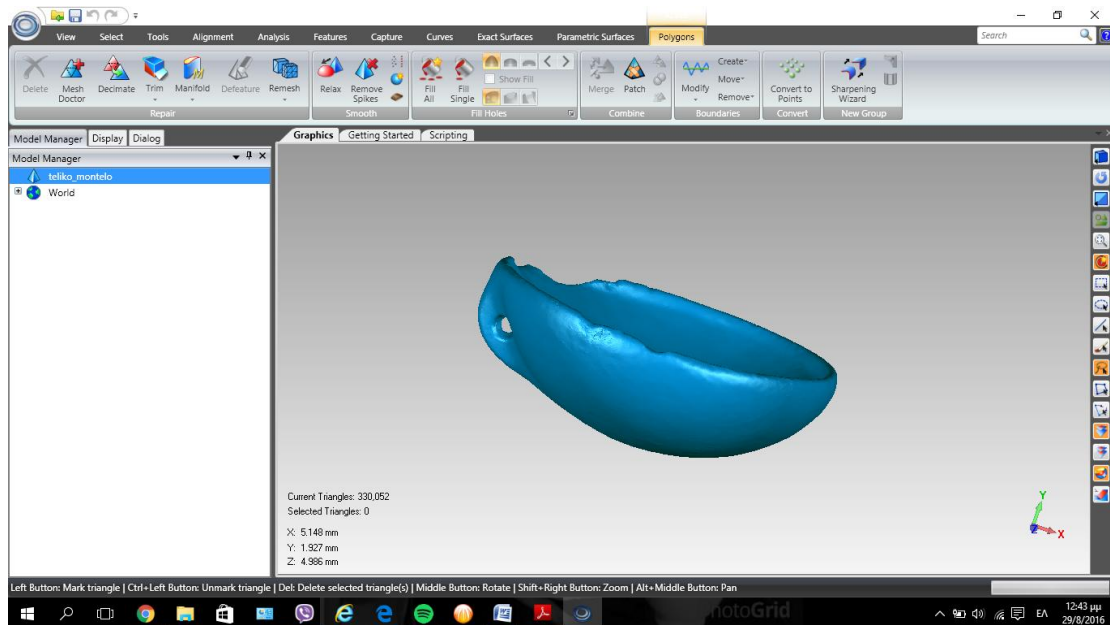 View Select Tools Alignment Analysis Features Capture Curves Exact Surfaces Parametric Surfaces Polygons Search
Delete Mesh Doctor Decimate Trim Manifold Defeature Remesh Relax Remove Spikes Fill All Fill Single Show Fill Merge Patch Modify Create Move Remove Convert to Points Sharpening Wizard
Repair Smooth Fill Holes Combine Boundaries Convert New Group
Model Manager Display Dialog Graphics Getting Started Scripting
Model Manager
teliko_montelo
World
Current Triangles: 330,052
Selected Triangles: 0
X: 5.148 mm
Y: 1.927 mm
Z: 4.986 mm
Y
Z X
Left Button: Mark triangle | Ctrl+Left Button: Unmark triangle | Del: Delete selected triangle(s) | Middle Button: Rotate | Shift+Right Button: Zoom | Alt+Middle Button: Pan
hotoGrid
ΕΛ 12:43 μμ
29/8/2016